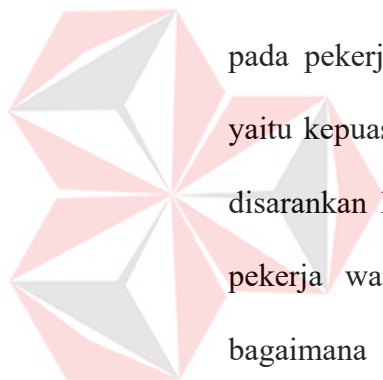 pada pekerj
yaitu kepuas
disarankan
pekerja wa
bagaimana